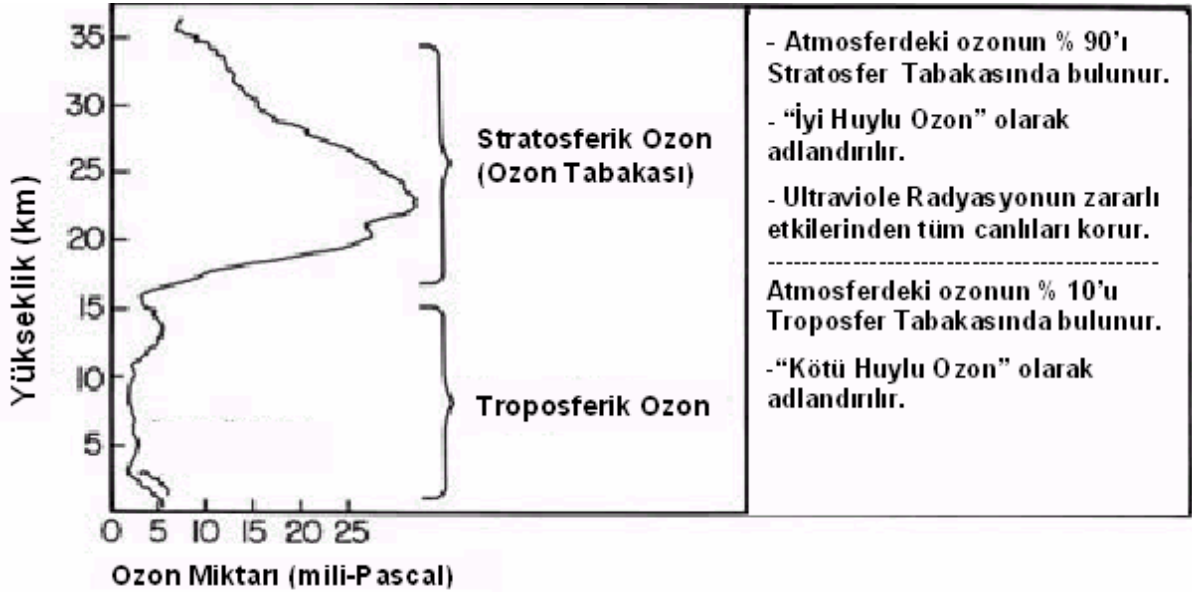 Yükseklik (km)
35
30
25
20
15
10
5
0 5 10 15 20 25
Ozon Miktarı (mili-Pascal)
Stratosferik Ozon
(Ozon Tabakası)
Troposferik Ozon
- Atmosferdeki ozonun % 90’ı
Stratosfer Tabakasında bulunur.
- “İyi Huylu Ozon” olarak
adlandırılır.
- Ultraviole Radyasyonun zararlı
etkilerinden tüm canlıları korur.
----------------------------------------------
Atmosferdeki ozonun % 10’u
Troposfer Tabakasında bulunur.
-“Kötü Huylu Ozon” olarak
adlandırılır.